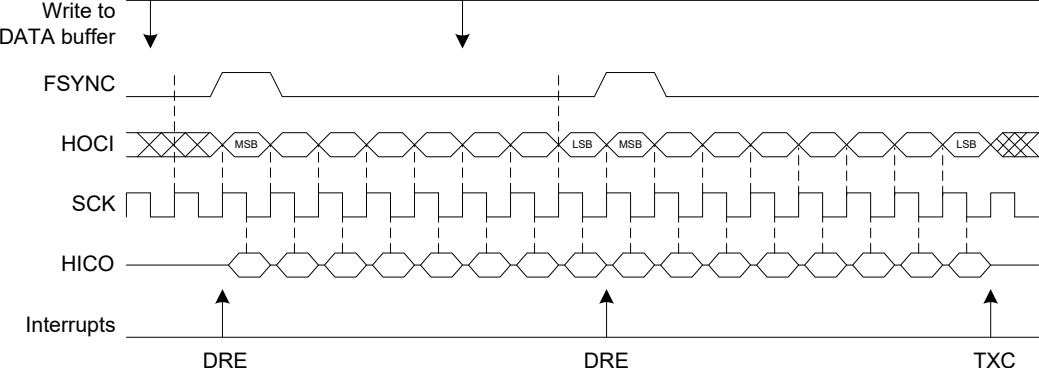 Write to
DATA buffer
FSYNC
HOCI
MSB
LSB
MSB
LSB
SCK
HICO
Interrupts
DRE
DRE
TXC